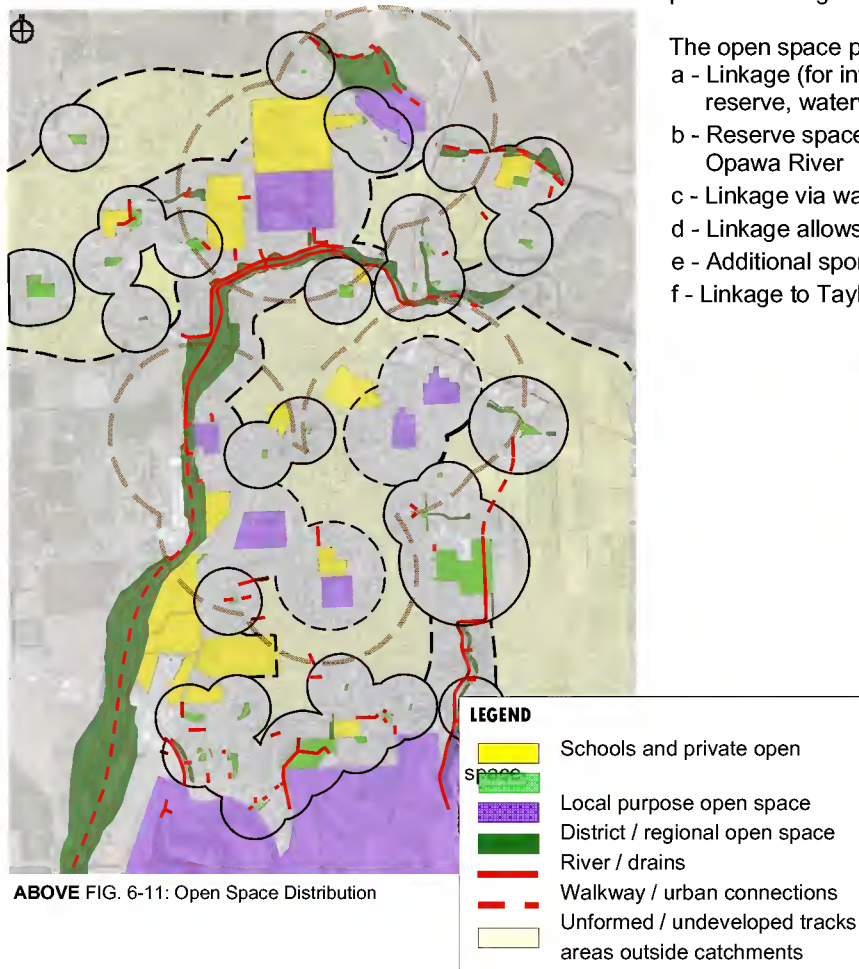 The open space p
a - Linkage (for in
reserve, water
b - Reserve space
Opawa River
c - Linkage via wa
d - Linkage allows
e - Additional spor
f - Linkage to Tayl
LEGEND
Schools and private open
space
Local purpose open space
District / regional open space
River / drains
Walkway / urban connections
Unformed / undeveloped tracks
areas outside catchments
ABOVE FIG. 6-11: Open Space Distribution